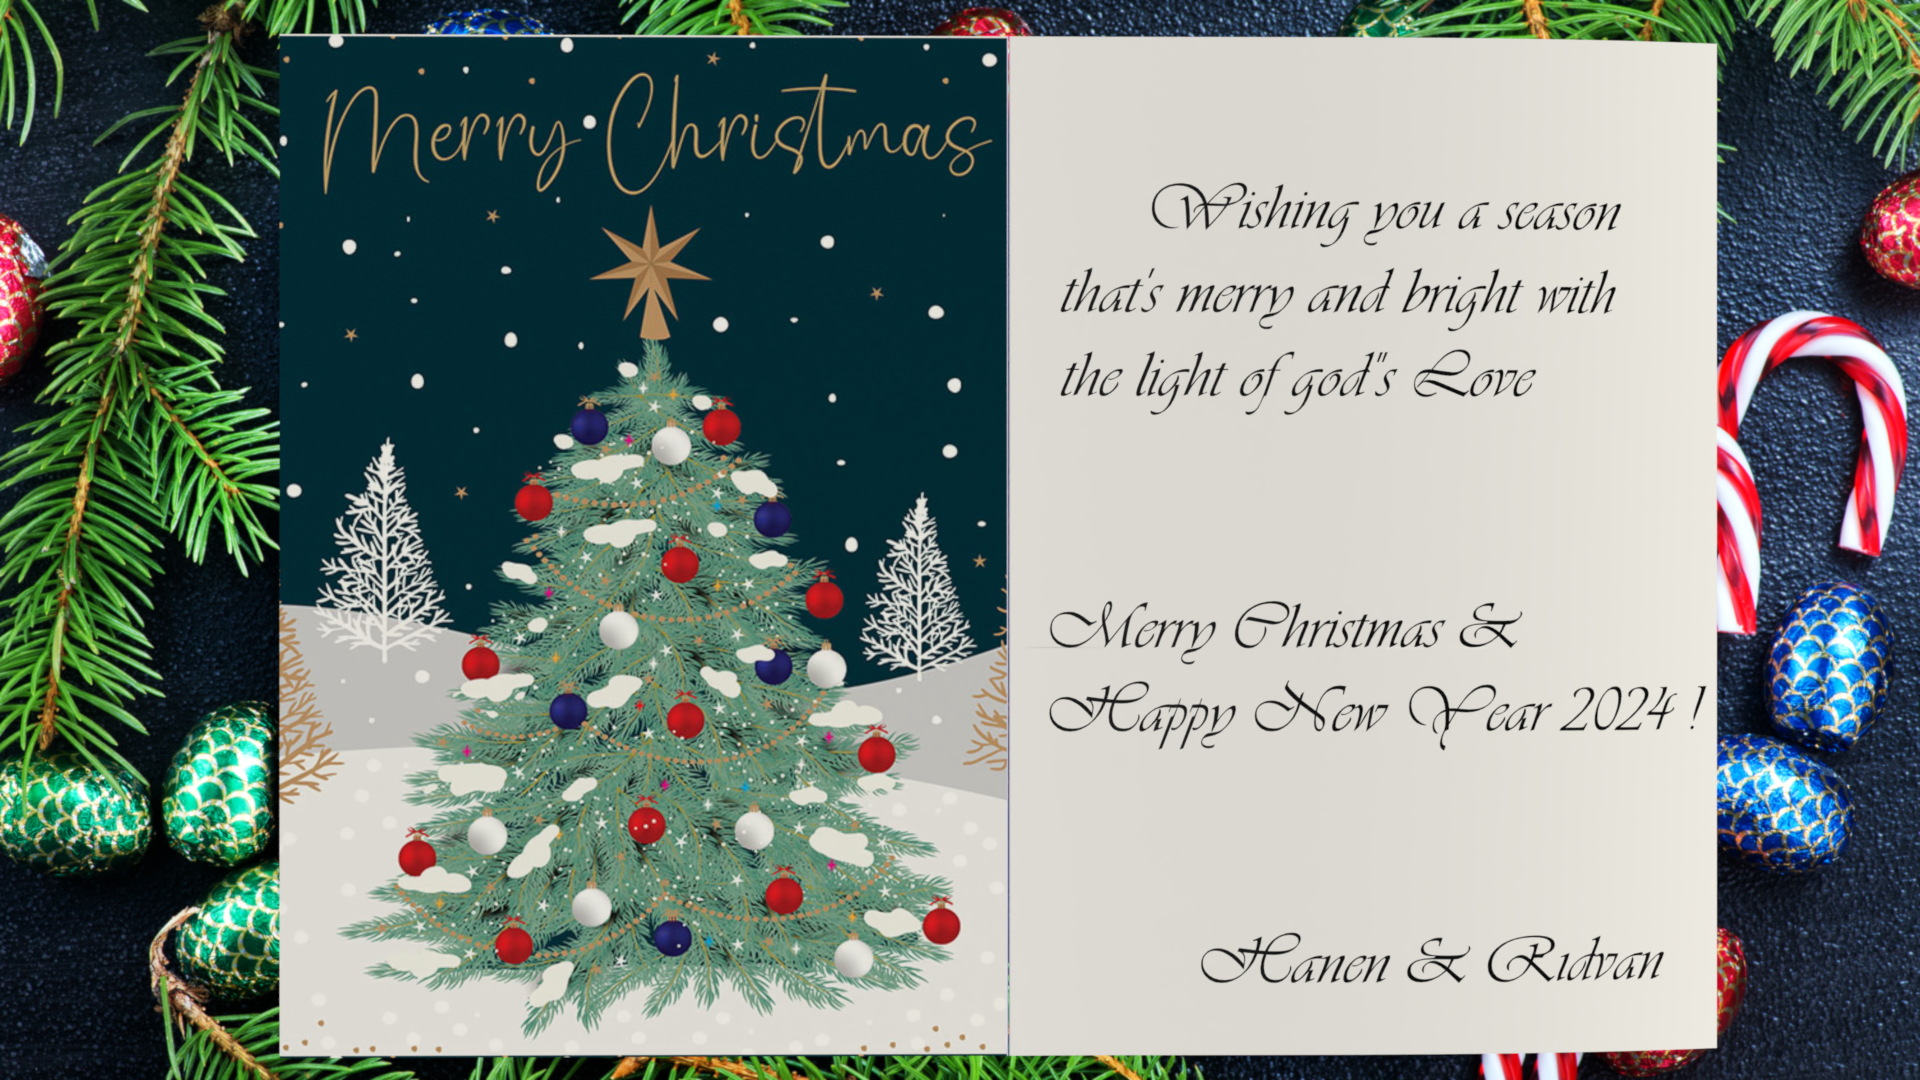 Merry Christmas
Wishing you a season
that's merry and bright with
the light of god"s Love
Merry Christmas &
Happy New Year 2024 !
Hanen & Rıdvan